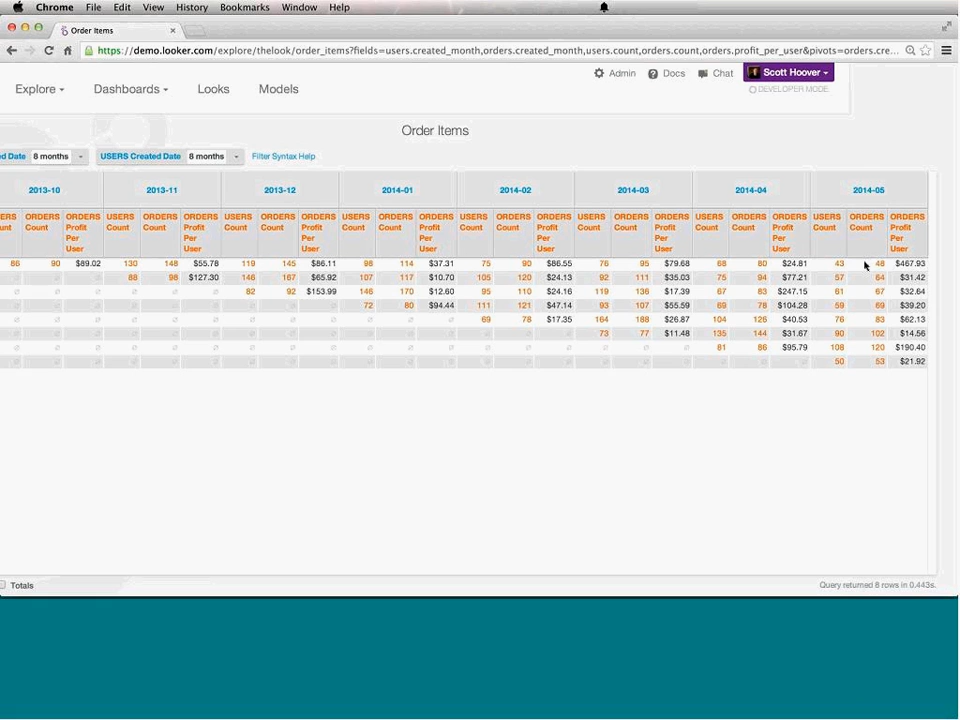 Chrome File Edit View History Bookmarks Window Help
Order Items
https://demo.looker.com/explore/thelook/order_items?fields=users.created_month,orders.created_month,users.count,orders.count,orders.profit_per_user&pivots=orders.cre...
Admin Docs Chat Scott Hoover
Explore Dashboards Looks Models DEVELOPER MODE
Order Items
ed Date 8 months USERS Created Date 8 months Filter Syntax Help
2013-10 2013-11 2013-12 2014-01 2014-02 2014-03 2014-04 2014-05
ERS ORDERS ORDERS USERS ORDERS ORDERS USERS ORDERS ORDERS USERS ORDERS ORDERS USERS ORDERS ORDERS USERS ORDERS ORDERS USERS ORDERS ORDERS USERS ORDERS ORDERS
unt Count Profit Count Count Profit Count Count Profit Count Count Profit Count Count Profit Count Count Profit Count Count Profit Count Count Profit
Per Per Per Per Per Per Per Per
User User User User User User User User
86 90 $89.02 130 148 $55.78 119 145 $86.11 98 114 $37.31 75 90 $86.55 76 95 $79.68 68 80 $24.81 43 48 $467.93
ø ø ø 88 98 $127.30 146 167 $65.92 107 117 $10.70 105 120 $24.13 92 111 $35.03 75 94 $77.21 57 64 $31.42
ø ø ø ø ø ø 82 92 $153.99 146 170 $12.60 95 110 $24.16 119 136 $17.39 67 83 $247.15 61 67 $32.64
ø ø ø ø ø ø ø ø ø 72 80 $94.44 111 121 $47.14 93 107 $55.59 69 78 $104.28 59 69 $39.20
ø ø ø ø ø ø ø ø ø ø ø ø 69 78 $17.35 164 188 $26.87 104 126 $40.53 76 83 $62.13
ø ø ø ø ø ø ø ø ø ø ø ø ø ø ø 73 77 $11.48 135 144 $31.67 90 102 $14.56
ø ø ø ø ø ø ø ø ø ø ø ø ø ø ø ø ø ø 81 86 $95.79 108 120 $190.40
ø ø ø ø ø ø ø ø ø ø ø ø ø ø ø ø ø ø ø ø ø 50 53 $21.92
Totals Query returned 8 rows in 0.443s.